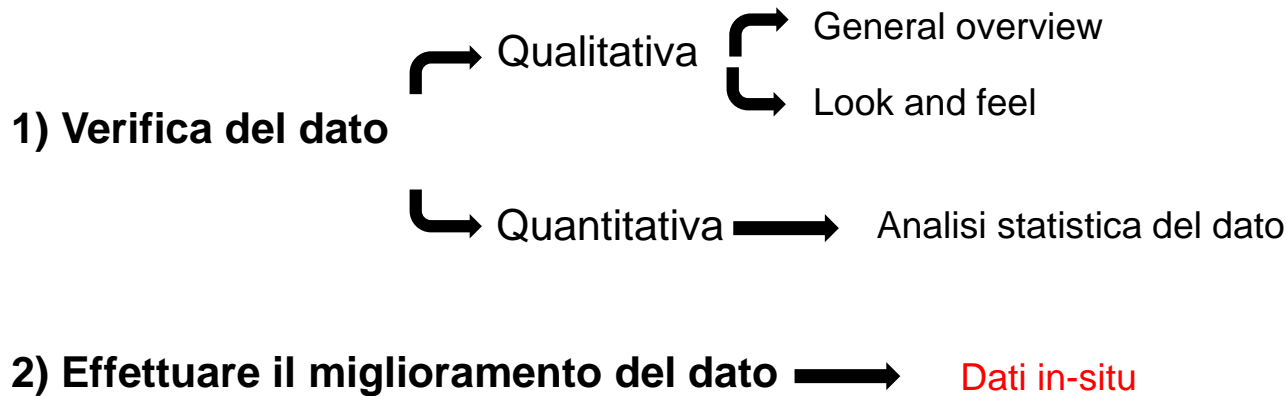 General overview
Qualitativa
Look and feel
1) Verifica del dato
Quantitativa
Analisi statistica del dato
2) Effettuare il miglioramento del dato
Dati in-situ